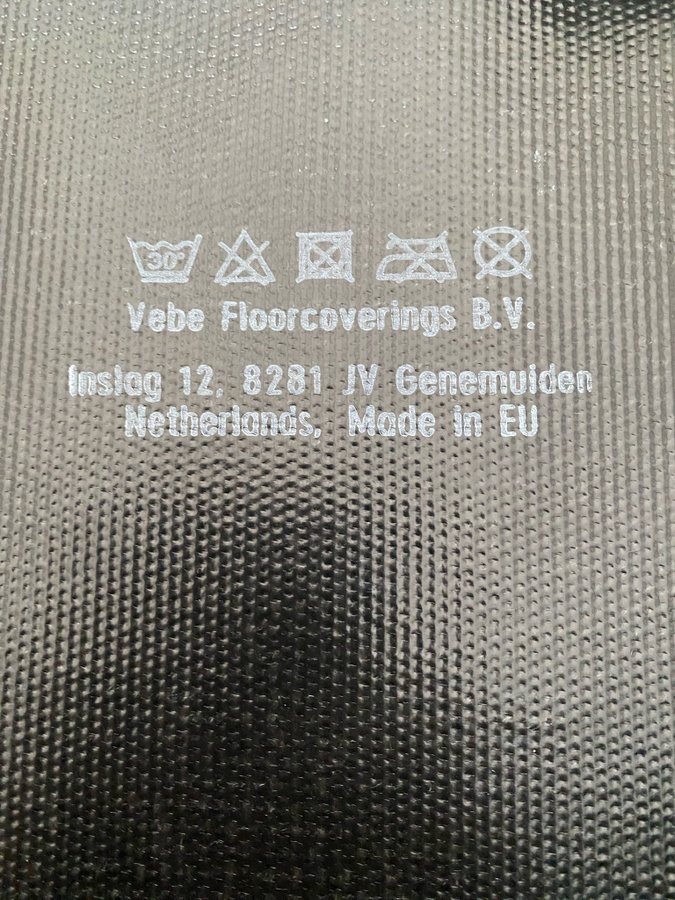 30°
Vebe Floorcoverings B.V.
Inslag 12, 8281 JV Genemuiden
Netherlands, Made in EU